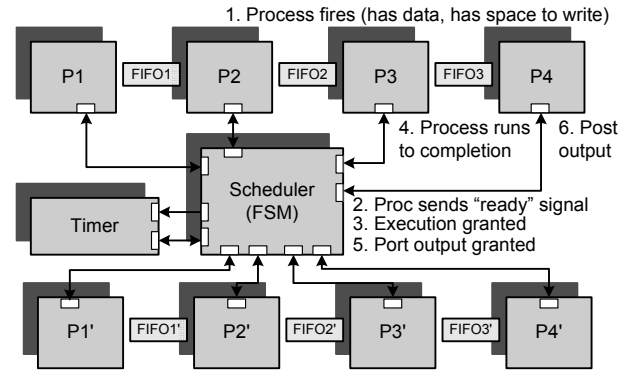 1. Process fires (has data, has space to write)
P1
FIFO1
P2
FIFO2
P3
FIFO3
P4
4. Process runs
to completion
6. Post
output
Scheduler
(FSM)
Timer
2. Proc sends “ready” signal
3. Execution granted
5. Port output granted
P1'
FIFO1'
P2'
FIFO2'
P3'
FIFO3'
P4'